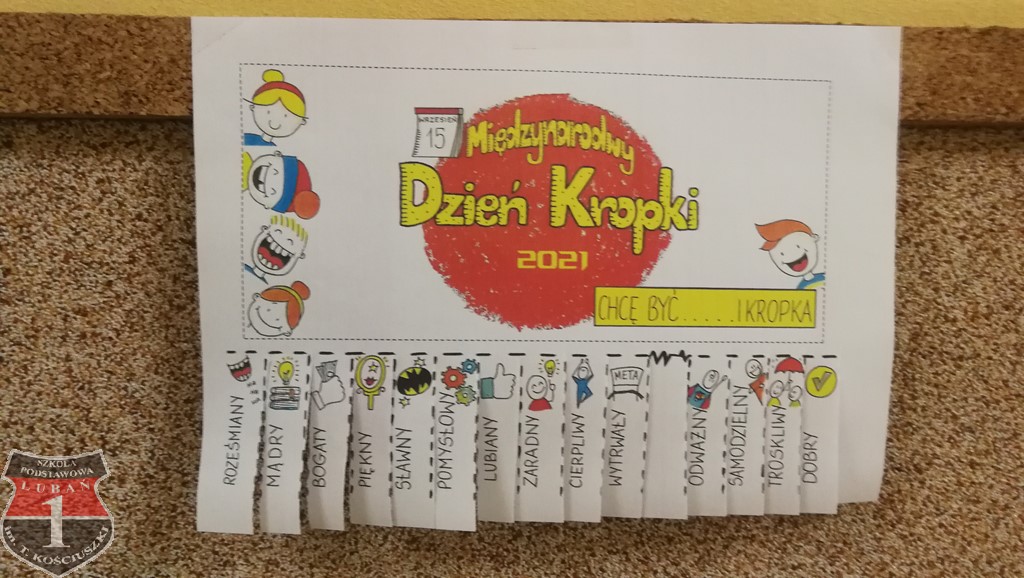 WRZESIEŃ
15
Międzynarodwy
Dzień Kropki
2021
CHCĘ BYĆ.....I KROPKA
ROZEŚMIANY
MĄDRY
BOGATY
PIĘKNY
SŁAWNY
POMYSŁOWY
LUBIANY
ZARADNY
CIERPLIWY
META
WYTRWAŁY
ODWAŻNY
SAMODZIELNY
TROSKLIWY
DOBRY
SZKOŁA
PODSTAWOWA
LUBAŃ
1
im. T. KOŚCIUSZKI